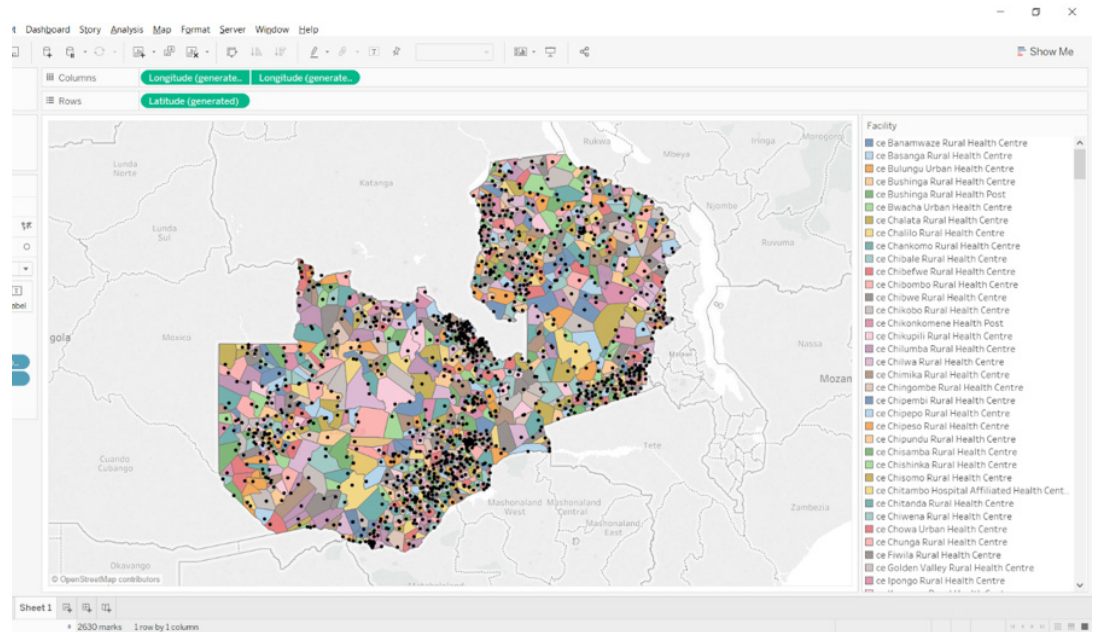 Dashboard Story Analysis Map Format Server Window Help
Show Me
Columns
Longitude (generate.. Longitude (generate..
Rows
Latitude (generated)
Rukwa
Iringa
Morogoro
Mbeya
Lunda
Norte
Katanga
Njombe
Lunda
Sul
Ruvuma
abel
gola
Moxico
Nassa
Malawi
Mozan
Cuando
Cubango
Tete
Mashonaland
West
Mashonaland
Central
Mashonaland
East
Zambezia
Okavango
© OpenStreetMap contributors
Facility
ce Banamwaze Rural Health Centre
ce Basanga Rural Health Centre
ce Bulungu Urban Health Centre
ce Bushinga Rural Health Centre
ce Bushinga Rural Health Post
ce Bwacha Urban Health Centre
ce Chalata Rural Health Centre
ce Chalilo Rural Health Centre
ce Chankomo Rural Health Centre
ce Chibale Rural Health Centre
ce Chibefwe Rural Health Centre
ce Chibombo Rural Health Centre
ce Chibwe Rural Health Centre
ce Chikobo Rural Health Centre
ce Chikonkomene Health Post
ce Chikupili Rural Health Centre
ce Chilumba Rural Health Centre
ce Chilwa Rural Health Centre
ce Chimika Rural Health Centre
ce Chingombe Rural Health Centre
ce Chipembi Rural Health Centre
ce Chipepo Rural Health Centre
ce Chipeso Rural Health Centre
ce Chipundu Rural Health Centre
ce Chisamba Rural Health Centre
ce Chishinka Rural Health Centre
ce Chisomo Rural Health Centre
ce Chitambo Hospital Affiliated Health Cent..
ce Chitanda Rural Health Centre
ce Chiwena Rural Health Centre
ce Chowa Urban Health Centre
ce Chunga Rural Health Centre
ce Fiwila Rural Health Centre
ce Golden Valley Rural Health Centre
ce Ipongo Rural Health Centre
Sheet 1
2630 marks 1 row by 1 column